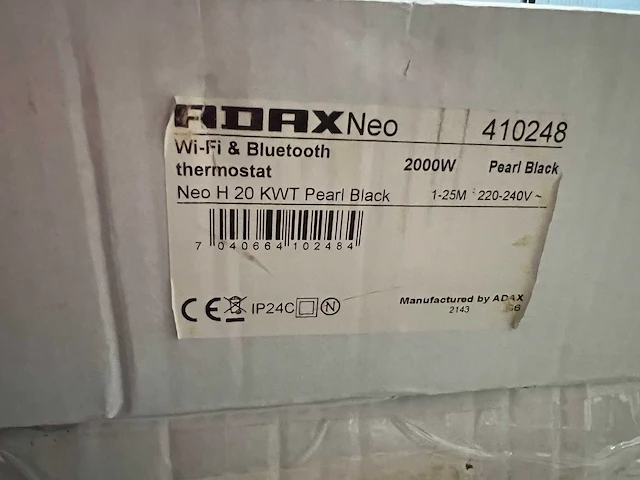 ADAX Neo 410248
Wi-Fi & Bluetooth thermostat 2000W Pearl Black
Neo H 20 KWT Pearl Black 1-25M 220-240V ~
7 040664 102484
CE IP24C N
Manufactured by ADAX
2143